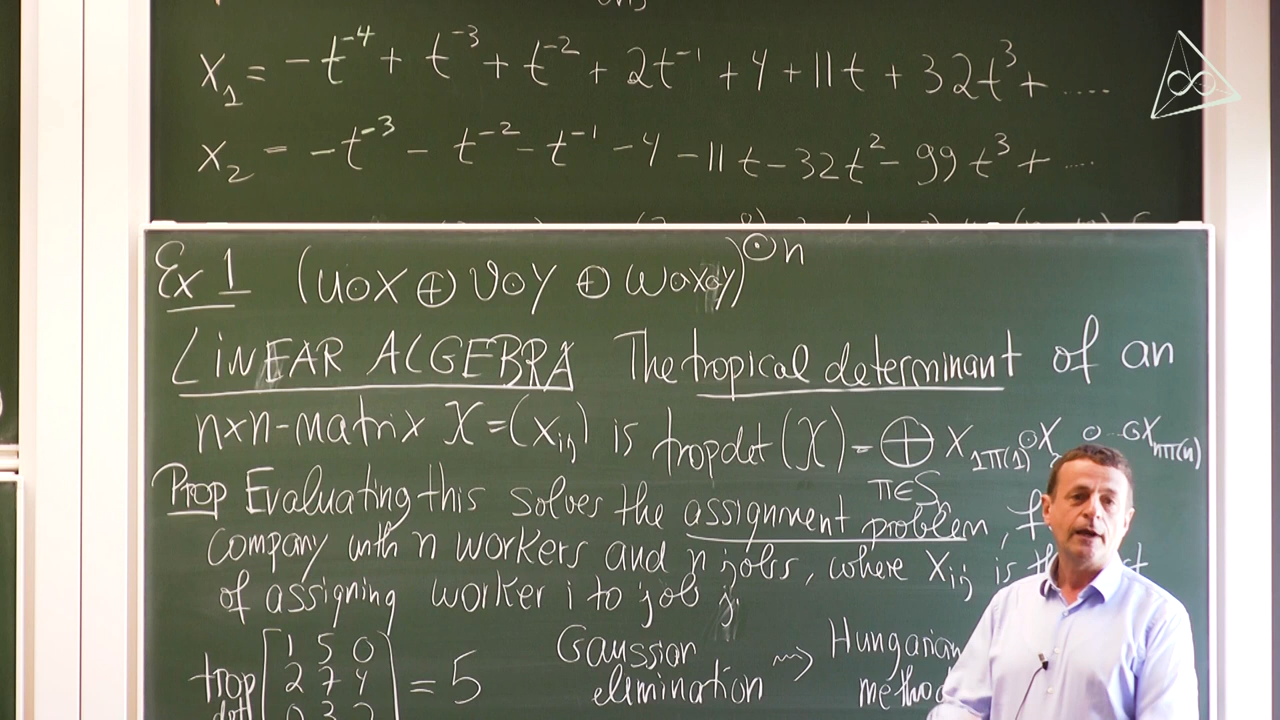 x₁ = -t⁻⁴ + t⁻³ + t⁻² + 2t⁻¹ + 4 + 11t + 32t³ + .....
x₂ = -t⁻³ - t⁻² - t⁻¹ - 4 - 11t - 32t² - 99t³ + ....
Ex 1 (u⊙x ⊕ v⊙y ⊕ w⊙x⊙y)^⊙n
LINEAR ALGEBRA The tropical determinant of an
n×n-matrix X=(xᵢⱼ) is tropdet(X) = ⊕ x₁π(1) ⊙ x ⊙ ... ⊙ xₙπ(n)
π∈Sₙ
Prop Evaluating this solves the assignment problem, f
company with n workers and n jobs, where xᵢⱼ is
of assigning worker i to job j.
trop det [1 5 0
2 7 4
0 3 2] = 5
Gaussian elimination ⇝ Hungarian